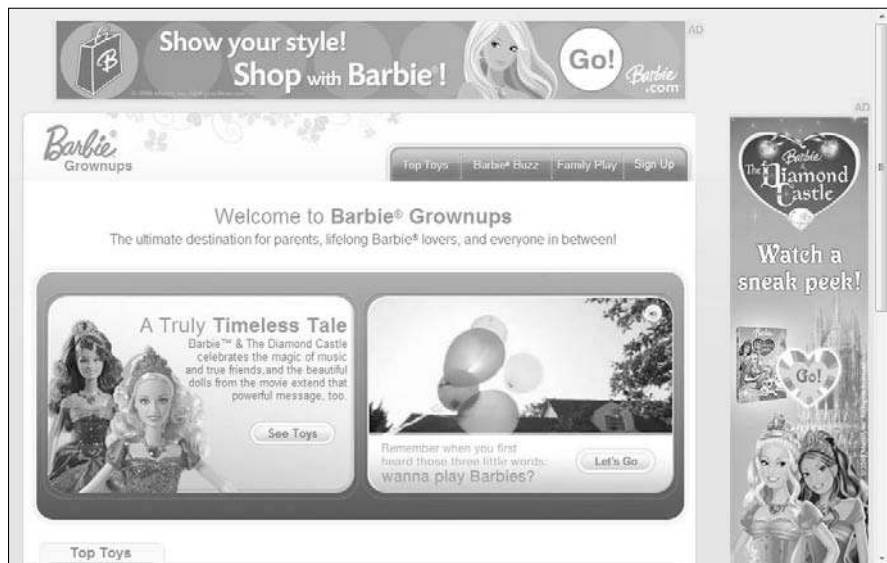 Show your style!
Shop with Barbie®!
Go!
Barbie
.com
AD
AD
Barbie®
Grownups
Top Toys
Barbie® Buzz
Family Play
Sign Up
Welcome to Barbie® Grownups
The ultimate destination for parents, lifelong Barbie® lovers, and everyone in between!
A Truly Timeless Tale
Barbie™ & The Diamond Castle
celebrates the magic of music
and true friends,and the beautiful
dolls from the movie extend that
powerful message, too.
See Toys
Remember when you first
heard those three little words:
wanna play Barbies?
Let's Go
Top Toys
Barbie
The Diamond
Castle
Watch a
sneak peek!
Go!